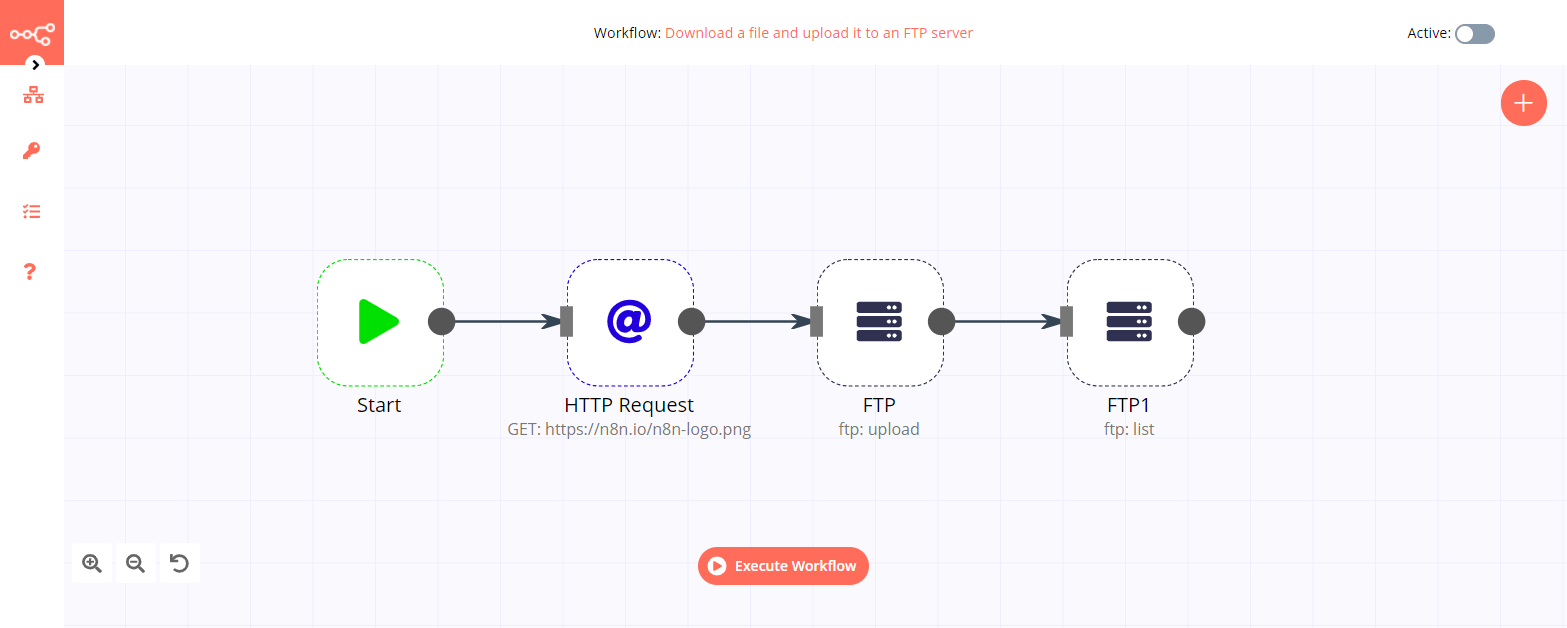 Workflow: Download a file and upload it to an FTP server
Active:
Start
HTTP Request
GET: https://n8n.io/n8n-logo.png
FTP
ftp: upload
FTP1
ftp: list
Execute Workflow